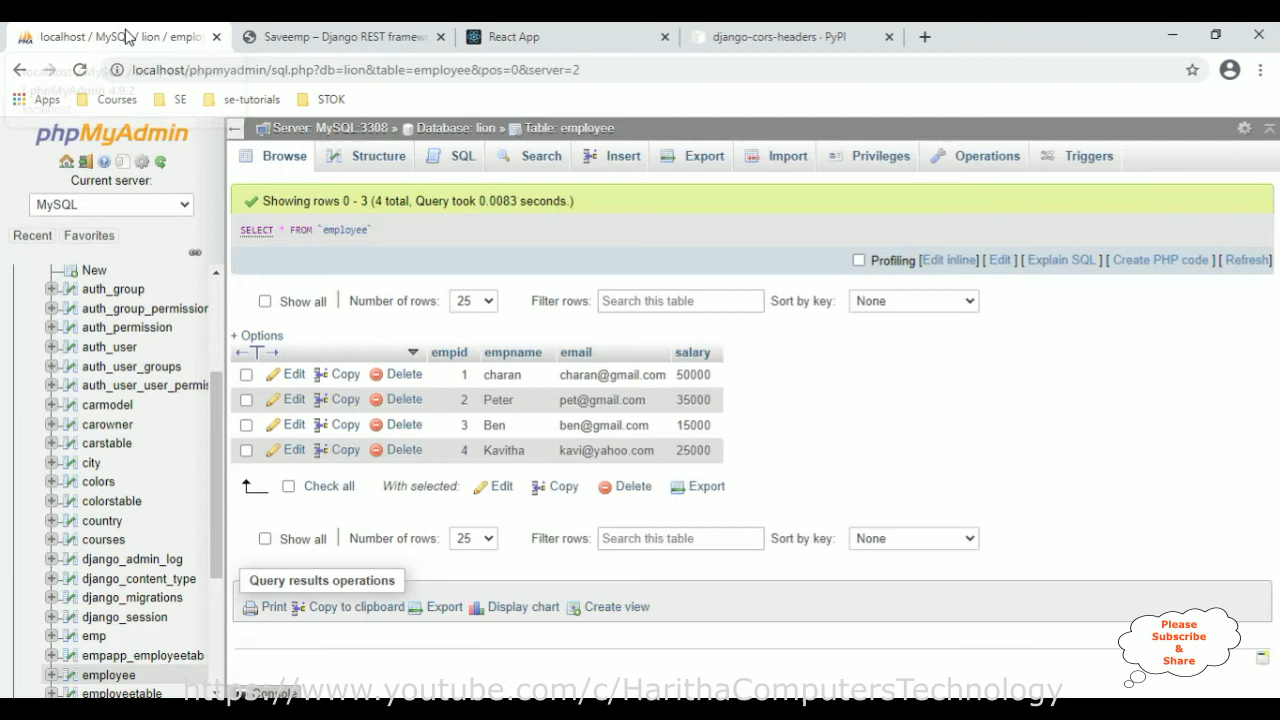 localhost / MySQL / lion / emplo
Saveemp – Django REST framewo
React App
django-cors-headers · PyPI
localhost/phpmyadmin/sql.php?db=lion&table=employee&pos=0&server=2
Apps
Courses
SE
se-tutorials
STOK
phpMyAdmin
Current server:
MySQL
Recent
Favorites
New
auth_group
auth_group_permission
auth_permission
auth_user
auth_user_groups
auth_user_user_permis
carmodel
carowner
carstable
city
colors
colorstable
country
courses
django_admin_log
django_content_type
django_migrations
django_session
emp
empapp_employeetab
employee
employeetable
Server: MySQL:3308 » Database: lion » Table: employee
Browse
Structure
SQL
Search
Insert
Export
Import
Privileges
Operations
Triggers
Showing rows 0 - 3 (4 total, Query took 0.0083 seconds.)
SELECT * FROM `employee`
Profiling [Edit inline] [ Edit ] [ Explain SQL ] [ Create PHP code ] [ Refresh]
Show all | Number of rows: 25 Filter rows: Search this table Sort by key: None
+ Options
empid empname email salary
Edit Copy Delete 1 charan charan@gmail.com 50000
Edit Copy Delete 2 Peter pet@gmail.com 35000
Edit Copy Delete 3 Ben ben@gmail.com 15000
Edit Copy Delete 4 Kavitha kavi@yahoo.com 25000
Check all With selected: Edit Copy Delete Export
Show all | Number of rows: 25 Filter rows: Search this table Sort by key: None
Query results operations
Print Copy to clipboard Export Display chart Create view
Please
Subscribe
&
Share
Console
https://www.youtube.com/c/HarithaComputersTechnology